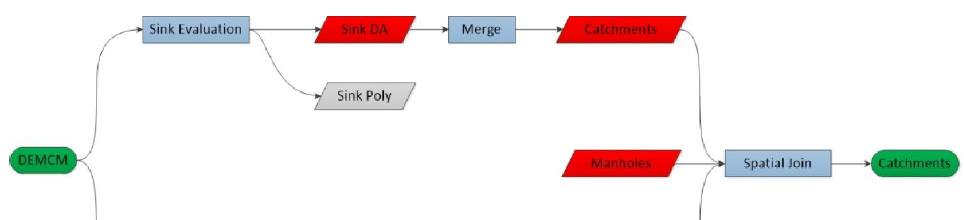 Sink Evaluation
Sink DA
Merge
Catchments
Sink Poly
DEMCM
Manholes
Spatial Join
Catchments